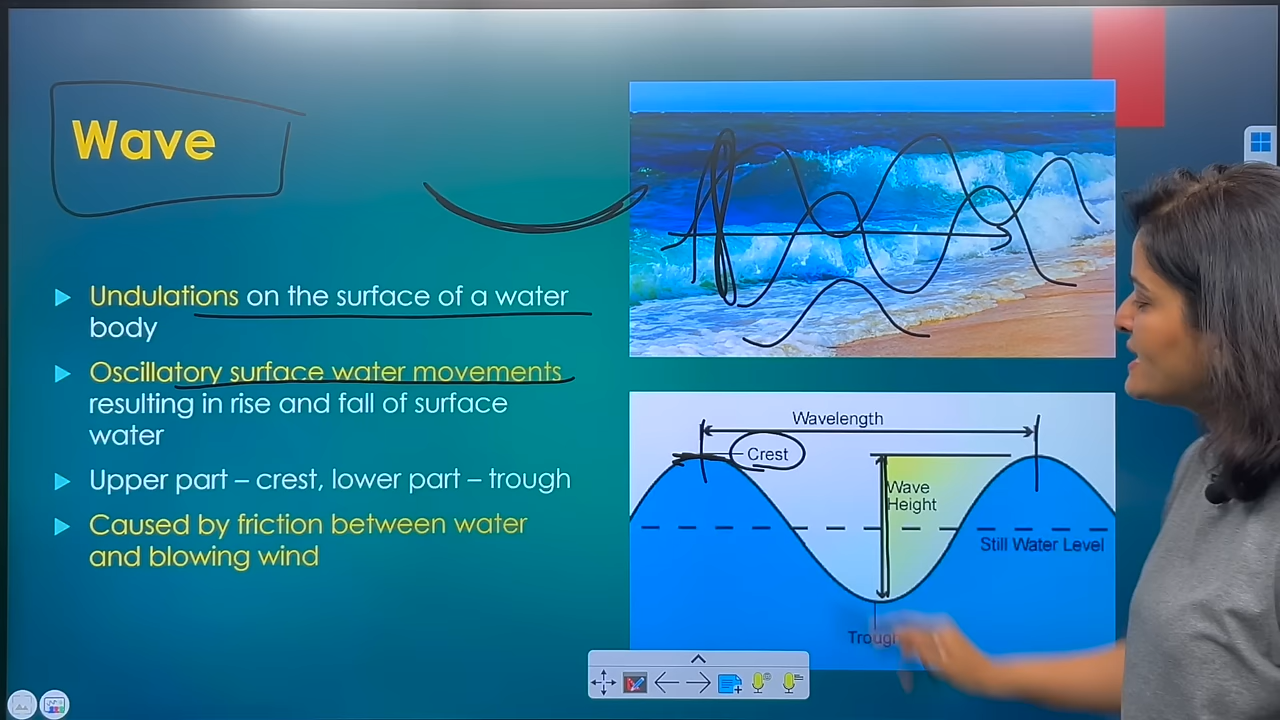 Wave
Undulations on the surface of a water
body
Oscillatory surface water movements
resulting in rise and fall of surface
water
Upper part – crest, lower part – trough
Caused by friction between water
and blowing wind
Wavelength
Crest
Wave
Height
Still Water Level